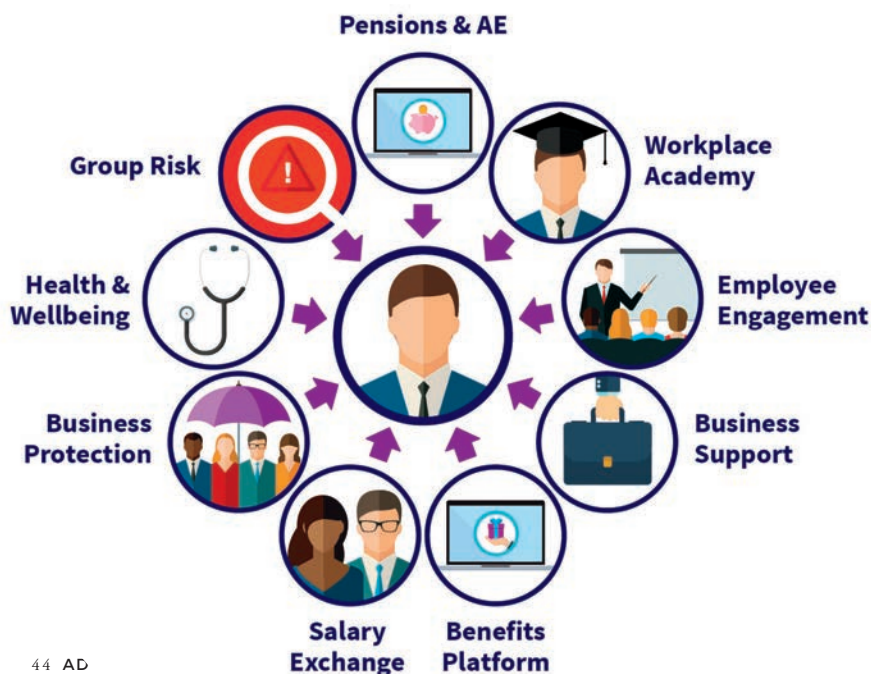 Pensions & AE
Workplace
Academy
Employee
Engagement
Business
Support
Benefits
Platform
Salary
Exchange
Business
Protection
Health &
Wellbeing
Group Risk
!
44 AD